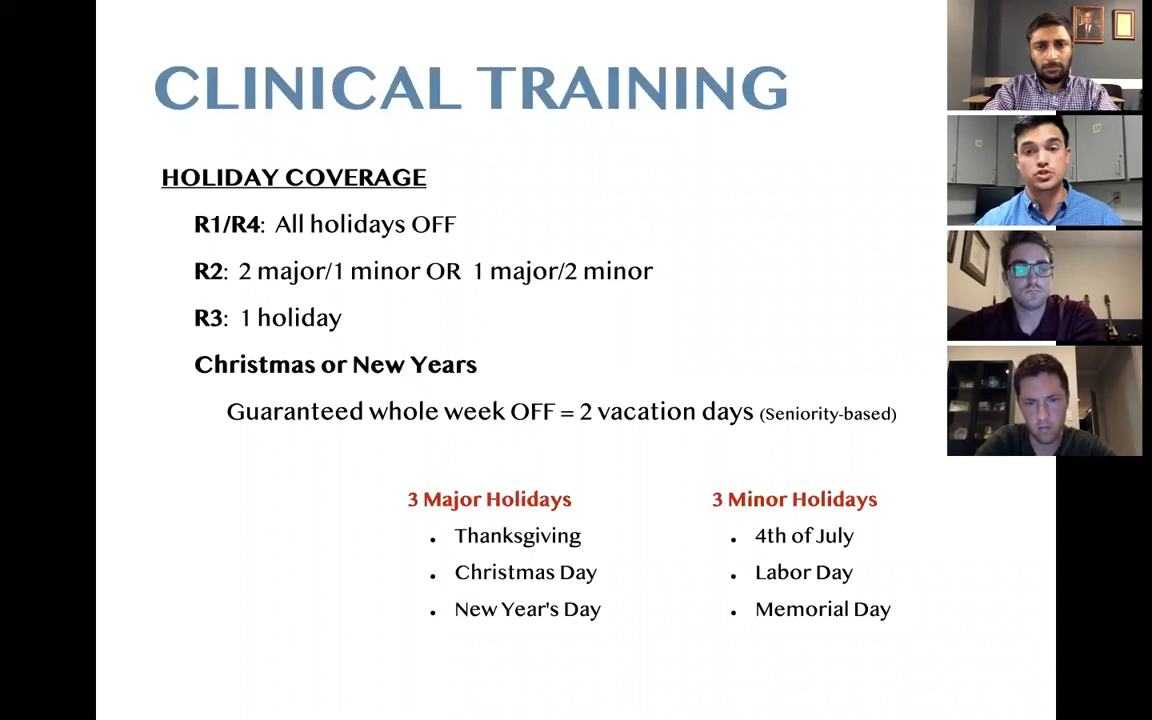 CLINICAL TRAINING
HOLIDAY COVERAGE
R1/R4: All holidays OFF
R2: 2 major/1 minor OR 1 major/2 minor
R3: 1 holiday
Christmas or New Years
Guaranteed whole week OFF = 2 vacation days (Seniority-based)
3 Major Holidays
• Thanksgiving
• Christmas Day
• New Year's Day
3 Minor Holidays
• 4th of July
• Labor Day
• Memorial Day